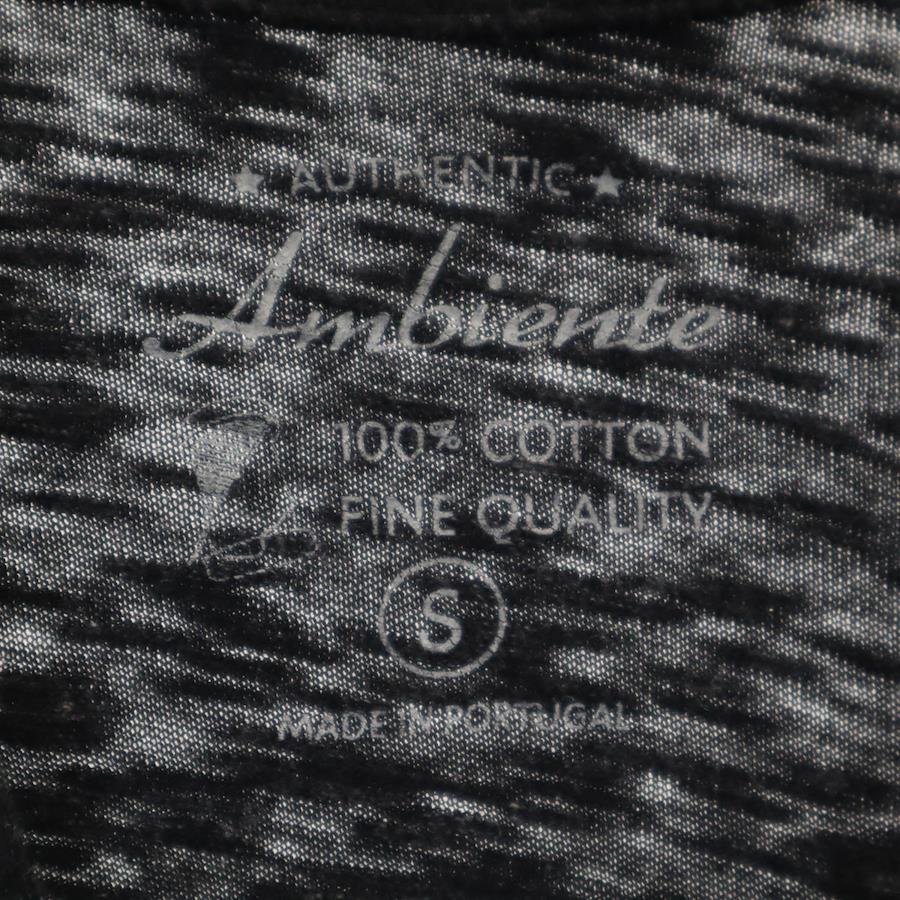 ★ AUTHENTIC ★
Ambiente
100% COTTON
FINE QUALITY
S
MADE IN PORTUGAL